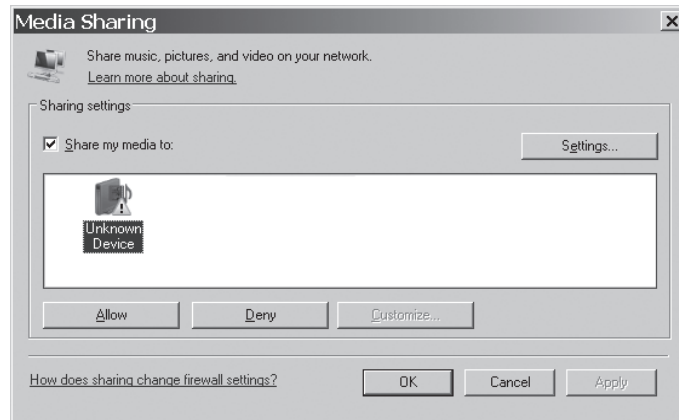 Media Sharing
Share music, pictures, and video on your network.
Learn more about sharing.
Sharing settings
Share my media to:
Settings...
Unknown
Device
Allow
Deny
Customize...
How does sharing change firewall settings?
OK
Cancel
Apply